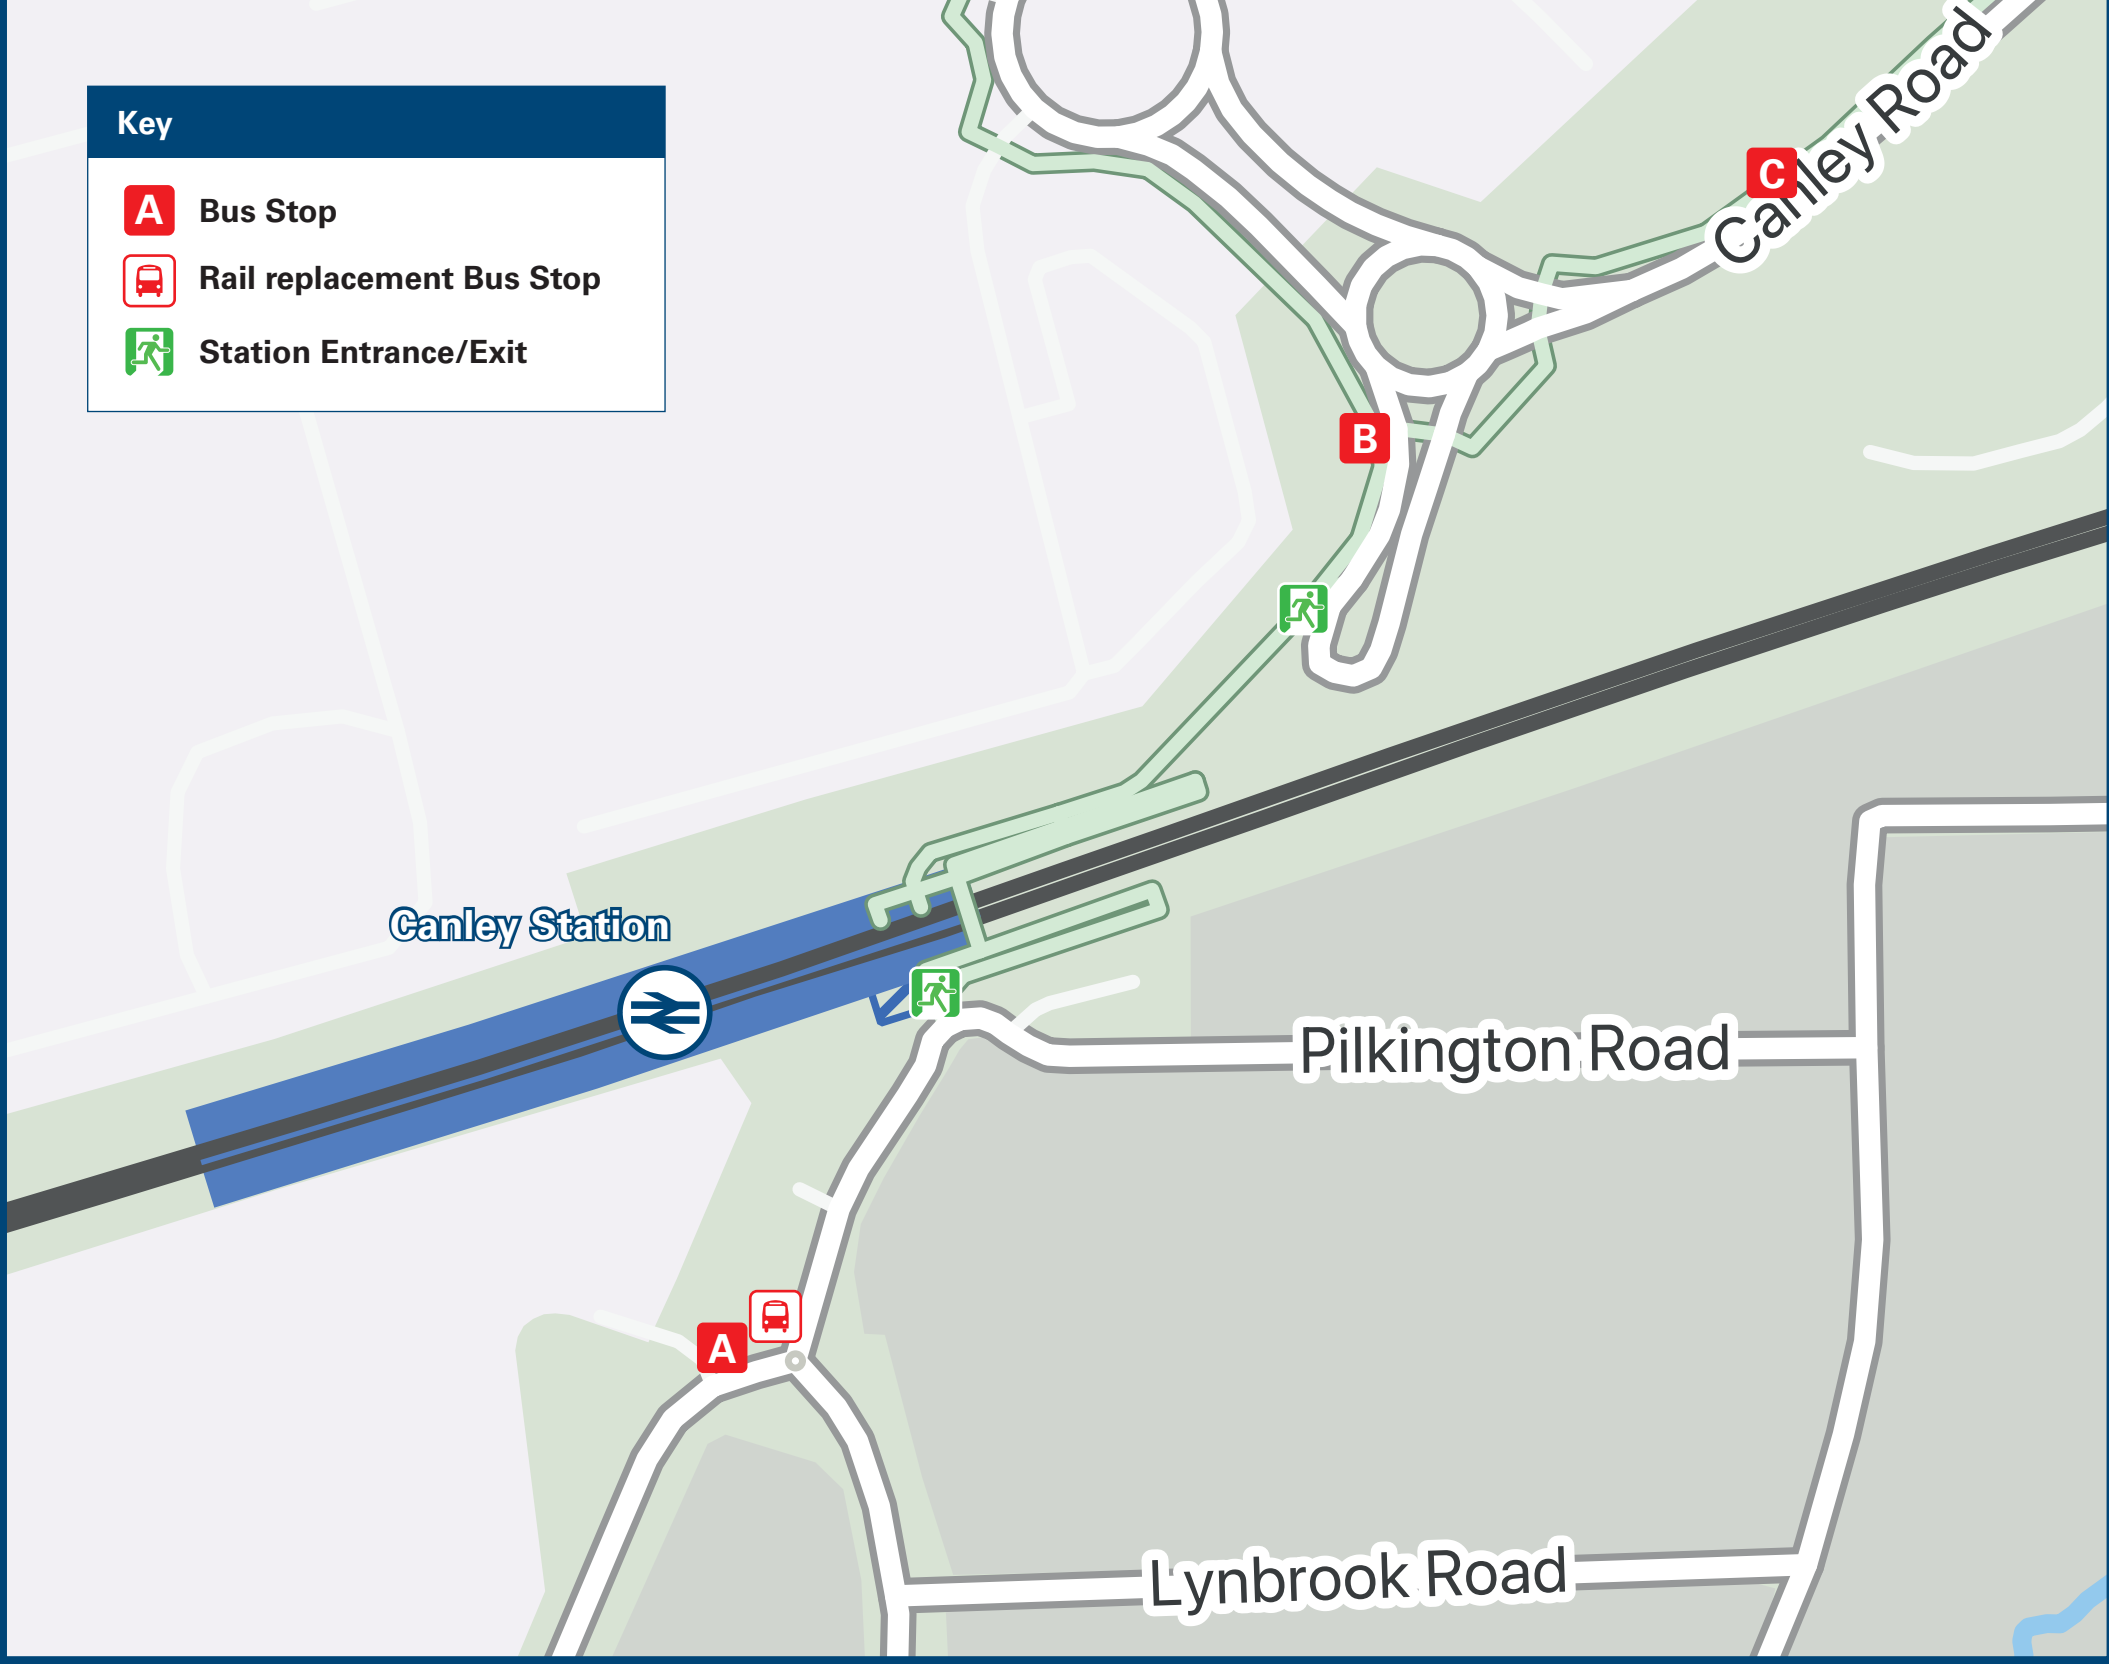 Key
A Bus Stop
Rail replacement Bus Stop
Station Entrance/Exit
Canley Road
C
B
Canley Station
Pilkington Road
A
Lynbrook Road